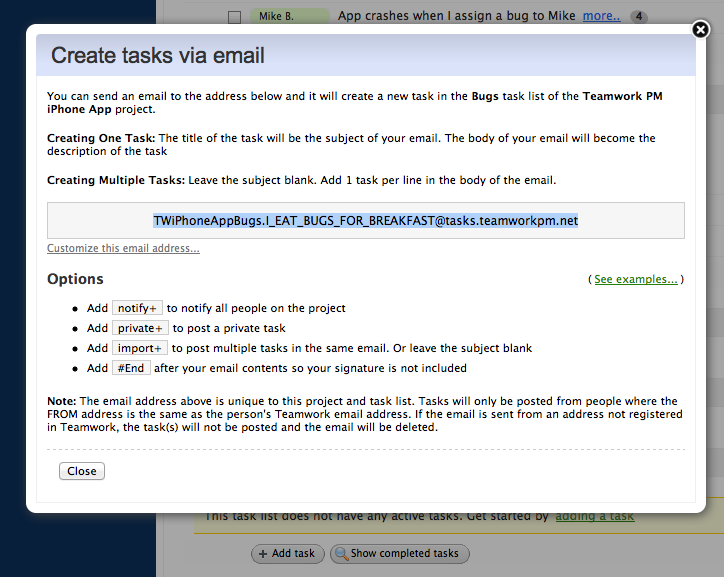 Mike B. App crashes when I assign a bug to Mike more.. 4
Create tasks via email
You can send an email to the address below and it will create a new task in the Bugs task list of the Teamwork PM
iPhone App project.
Creating One Task: The title of the task will be the subject of your email. The body of your email will become the
description of the task
Creating Multiple Tasks: Leave the subject blank. Add 1 task per line in the body of the email.
TWiPhoneAppBugs.I_EAT_BUGS_FOR_BREAKFAST@tasks.teamworkpm.net
Customize this email address...
Options
( See examples... )
• Add notify+ to notify all people on the project
• Add private+ to post a private task
• Add import+ to post multiple tasks in the same email. Or leave the subject blank
• Add #End after your email contents so your signature is not included
Note: The email address above is unique to this project and task list. Tasks will only be posted from people where the
FROM address is the same as the person's Teamwork email address. If the email is sent from an address not registered
in Teamwork, the task(s) will not be posted and the email will be deleted.
Close
This task list does not have any active tasks. Get started by adding a task
+ Add task Show completed tasks